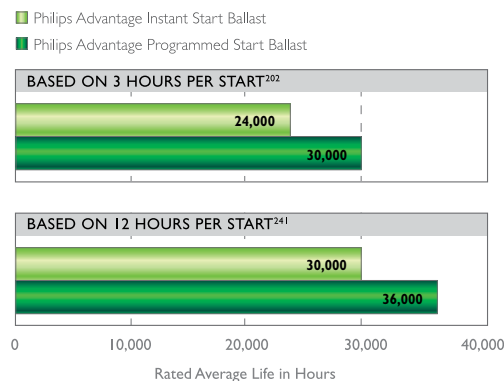 Philips Advantage Instant Start Ballast
Philips Advantage Programmed Start Ballast
BASED ON 3 HOURS PER START202
24,000
30,000
BASED ON 12 HOURS PER START241
30,000
36,000
0 10,000 20,000 30,000 40,000
Rated Average Life in Hours